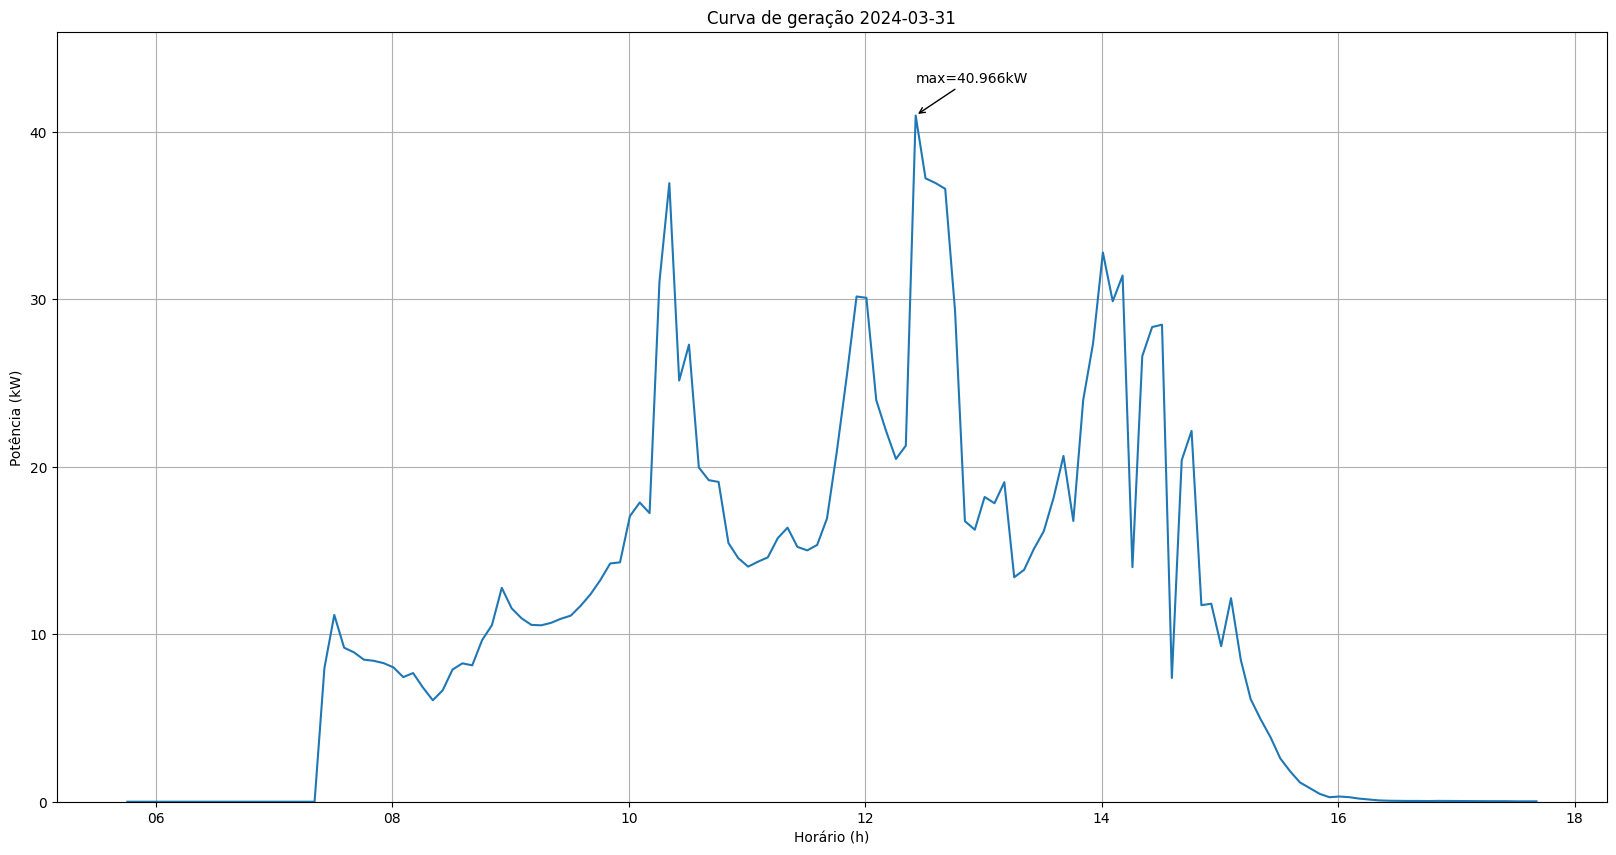 Curva de geração 2024-03-31
max=40.966kW
Potência (kW)
40
30
20
10
0
06 08 10 12 14 16 18
Horário (h)